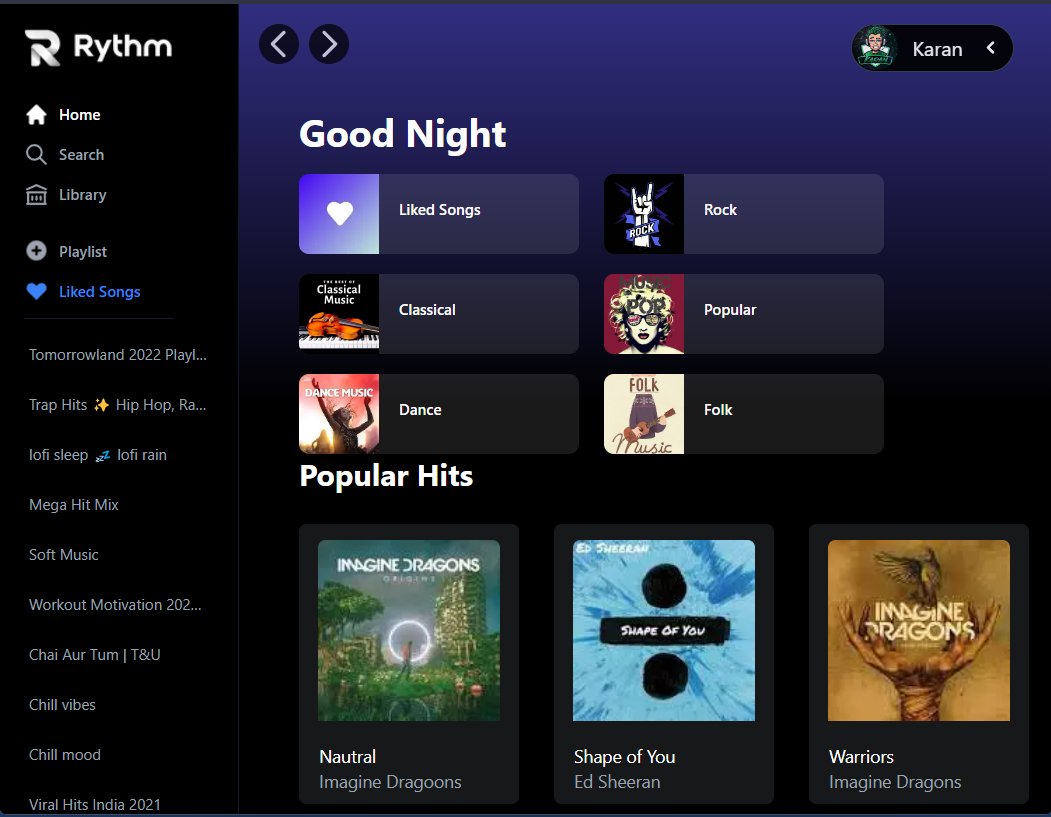 Rythm
Home
Search
Library
Playlist
Liked Songs
Tomorrowland 2022 Playl...
Trap Hits ✨ Hip Hop, Ra...
lofi sleep 💤 lofi rain
Mega Hit Mix
Soft Music
Workout Motivation 202...
Chai Aur Tum | T&U
Chill vibes
Chill mood
Viral Hits India 2021
Karan
Good Night
Liked Songs
ROCK
Rock
THE BEST OF
Classical
Music
Classical
MUSIC
POP
Popular
DANCE MUSIC
Dance
FOLK
Music
Folk
Popular Hits
IMAGINE DRAGONS
ORIGINS
Nautral
Imagine Dragoons
ED SHEERAN
SHAPE OF YOU
Shape of You
Ed Sheeran
IMAGINE
DRAGONS
Warriors
Imagine Dragons